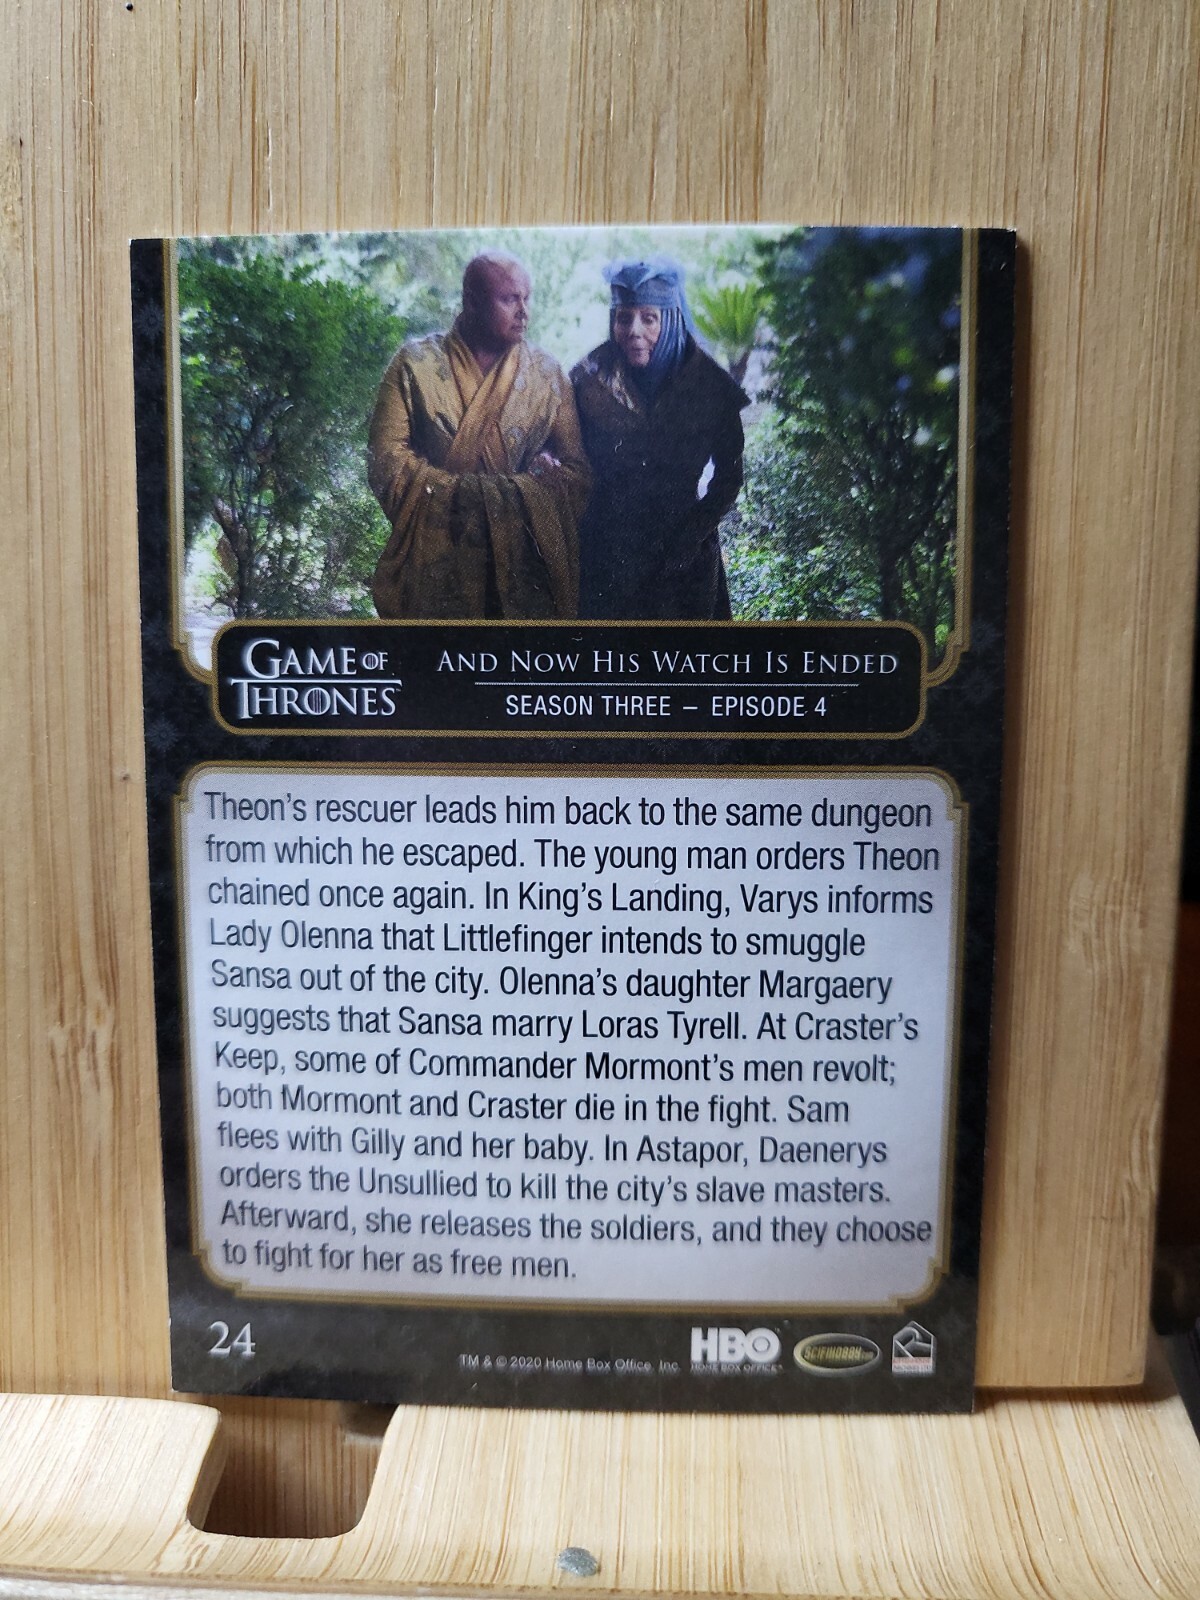 GAME OF
THRONES
AND NOW HIS WATCH IS ENDED
SEASON THREE – EPISODE 4
Theon's rescuer leads him back to the same dungeon
from which he escaped. The young man orders Theon
chained once again. In King's Landing, Varys informs
Lady Olenna that Littlefinger intends to smuggle
Sansa out of the city. Olenna's daughter Margaery
suggests that Sansa marry Loras Tyrell. At Craster's
Keep, some of Commander Mormont's men revolt;
both Mormont and Craster die in the fight. Sam
flees with Gilly and her baby. In Astapor, Daenerys
orders the Unsullied to kill the city's slave masters.
Afterward, she releases the soldiers, and they choose
to fight for her as free men.
24
TM & © 2020 Home Box Office, Inc.
HBO
HOME BOX OFFICE
SCIFIHOBBY.com